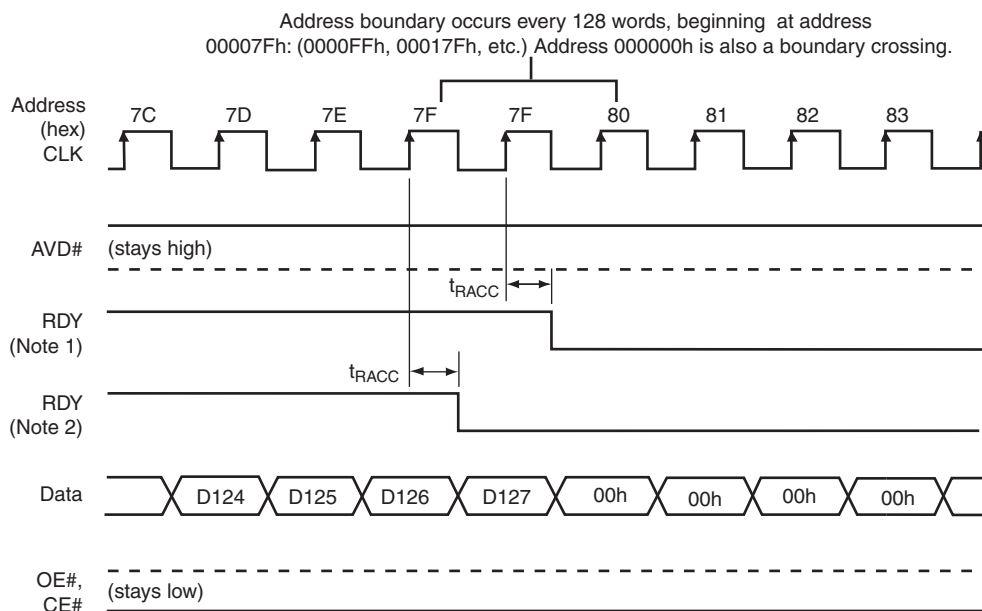 Address boundary occurs every 128 words, beginning at address
00007Fh: (0000FFh, 00017Fh, etc.) Address 000000h is also a boundary crossing.
Address
(hex)
CLK
7C 7D 7E 7F 7F 80 81 82 83
AVD#
(stays high)
tRACC
RDY
(Note 1)
tRACC
RDY
(Note 2)
Data
D124 D125 D126 D127 00h 00h 00h 00h
OE#,
CE#
(stays low)